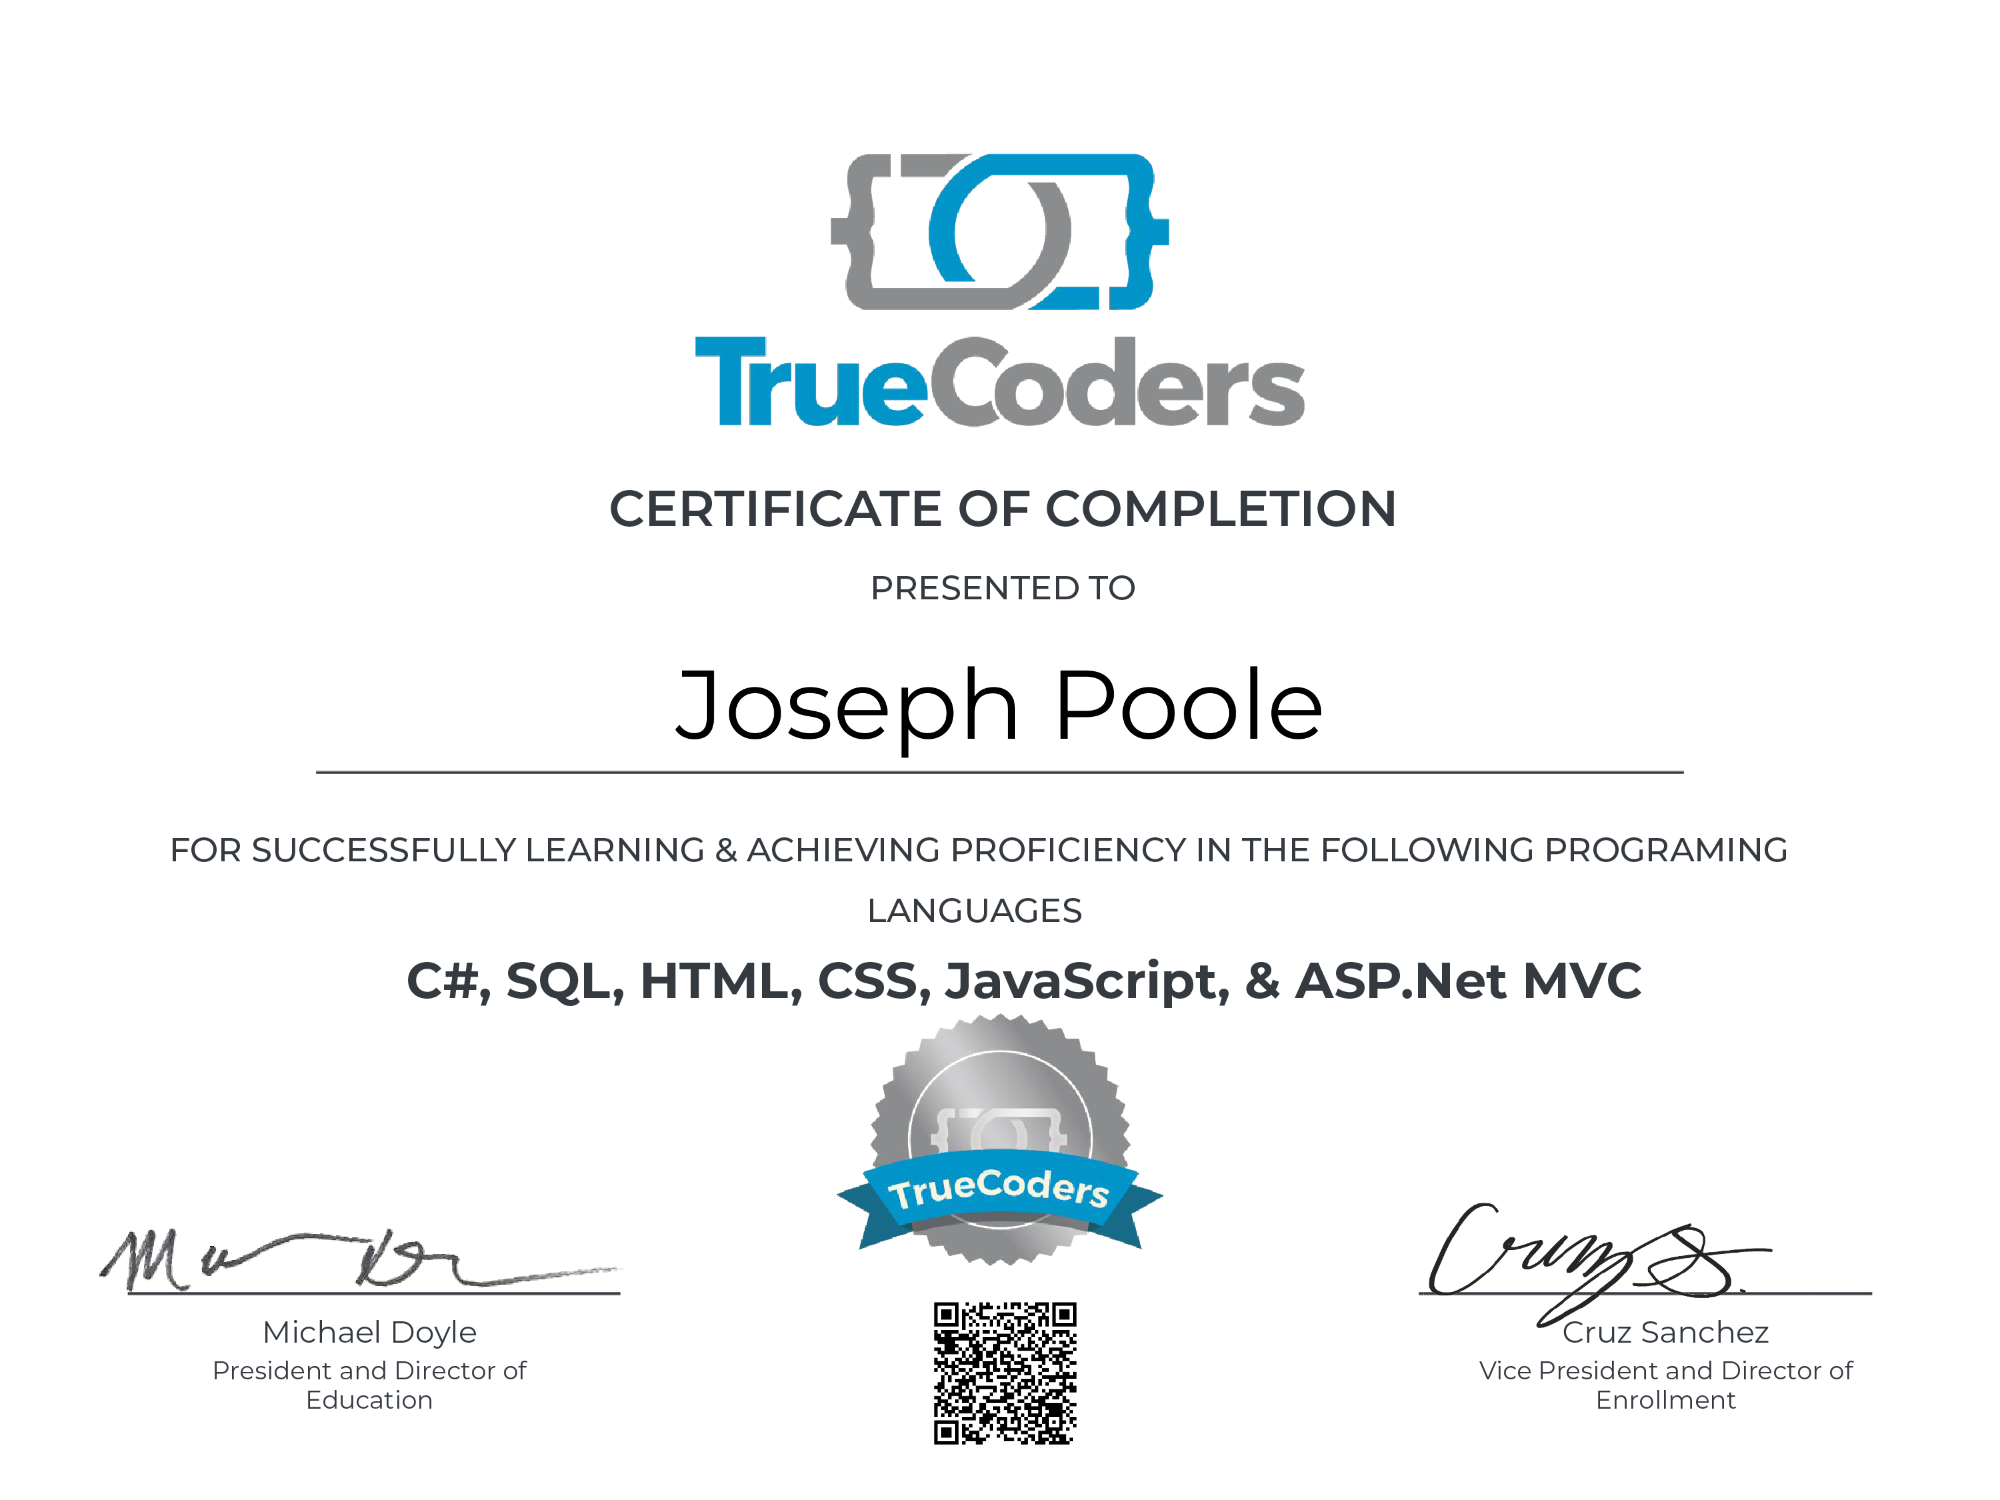 TrueCoders
CERTIFICATE OF COMPLETION
PRESENTED TO
Joseph Poole
FOR SUCCESSFULLY LEARNING & ACHIEVING PROFICIENCY IN THE FOLLOWING PROGRAMING
LANGUAGES
C#, SQL, HTML, CSS, JavaScript, & ASP.Net MVC
TrueCoders
Michael Doyle
President and Director of
Education
Cruz S.
Cruz Sanchez
Vice President and Director of
Enrollment